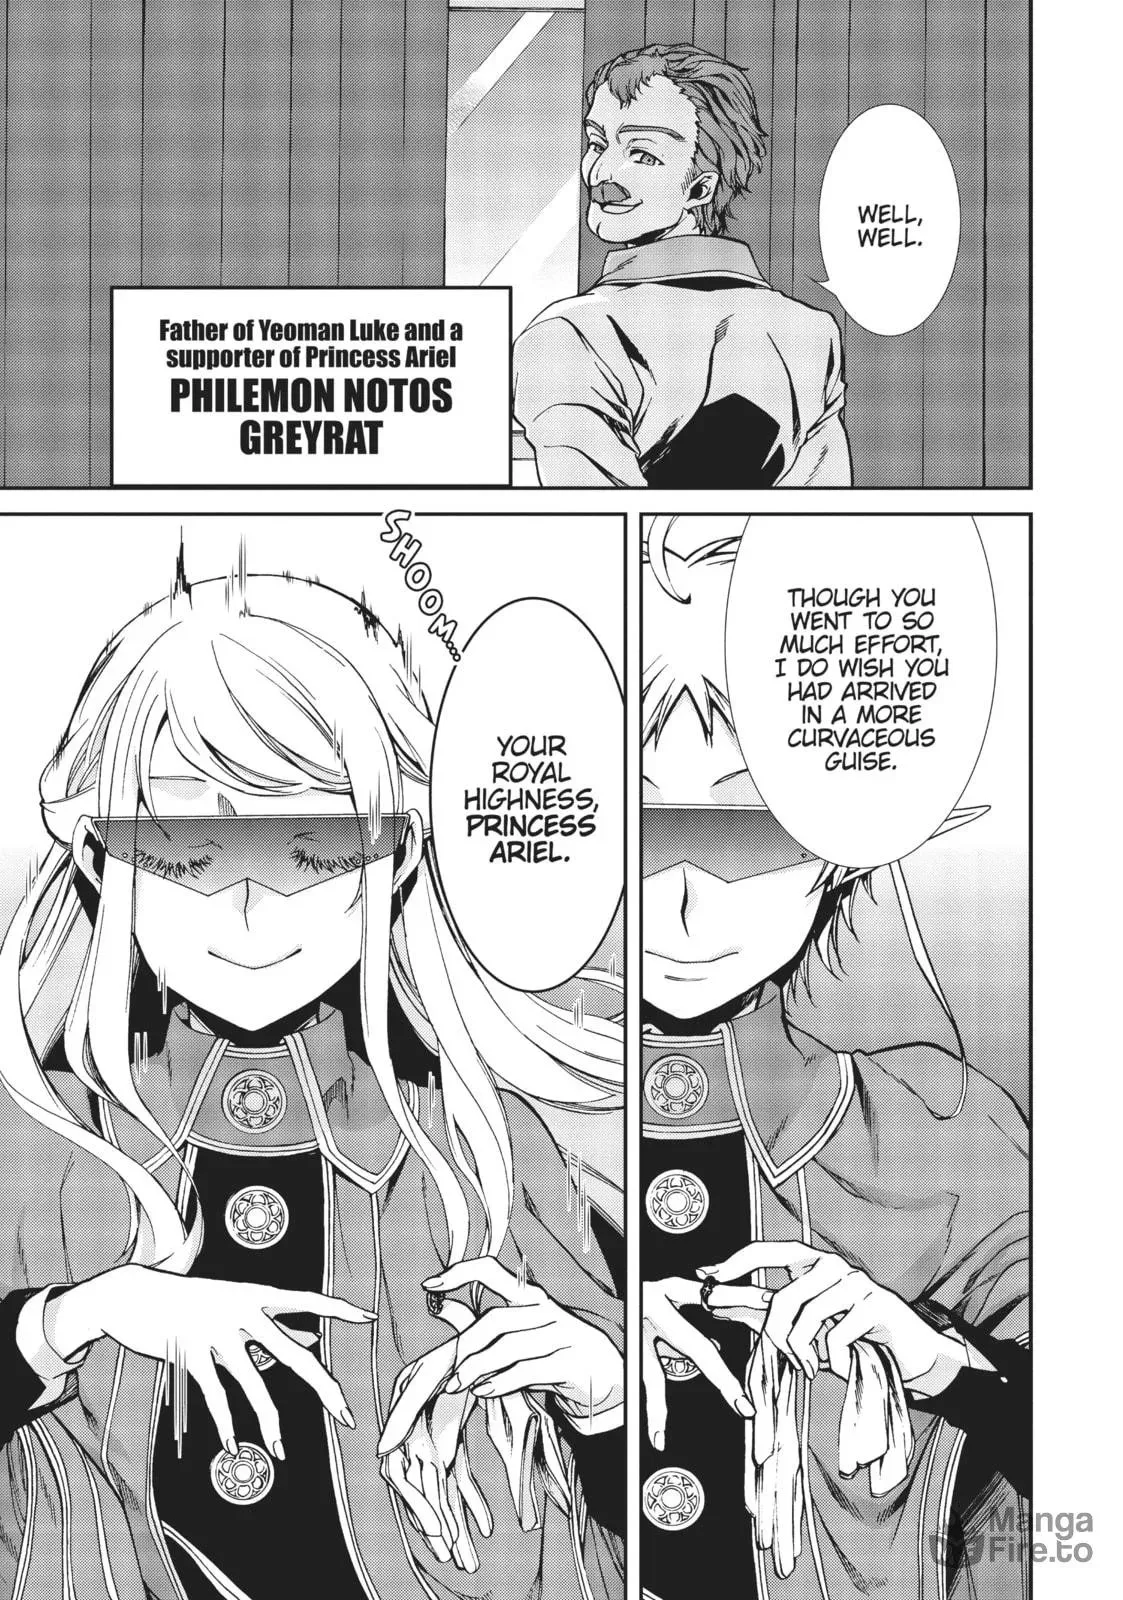 WELL,
WELL.
Father of Yeoman Luke and a
supporter of Princess Ariel
PHILEMON NOTOS
GREYRAT
THOUGH YOU
WENT TO SO
MUCH EFFORT,
I DO WISH YOU
HAD ARRIVED
IN A MORE
CURVACEOUS
GUISE.
SHOOM...
YOUR
ROYAL
HIGHNESS,
PRINCESS
ARIEL.
Manga
Fire.to